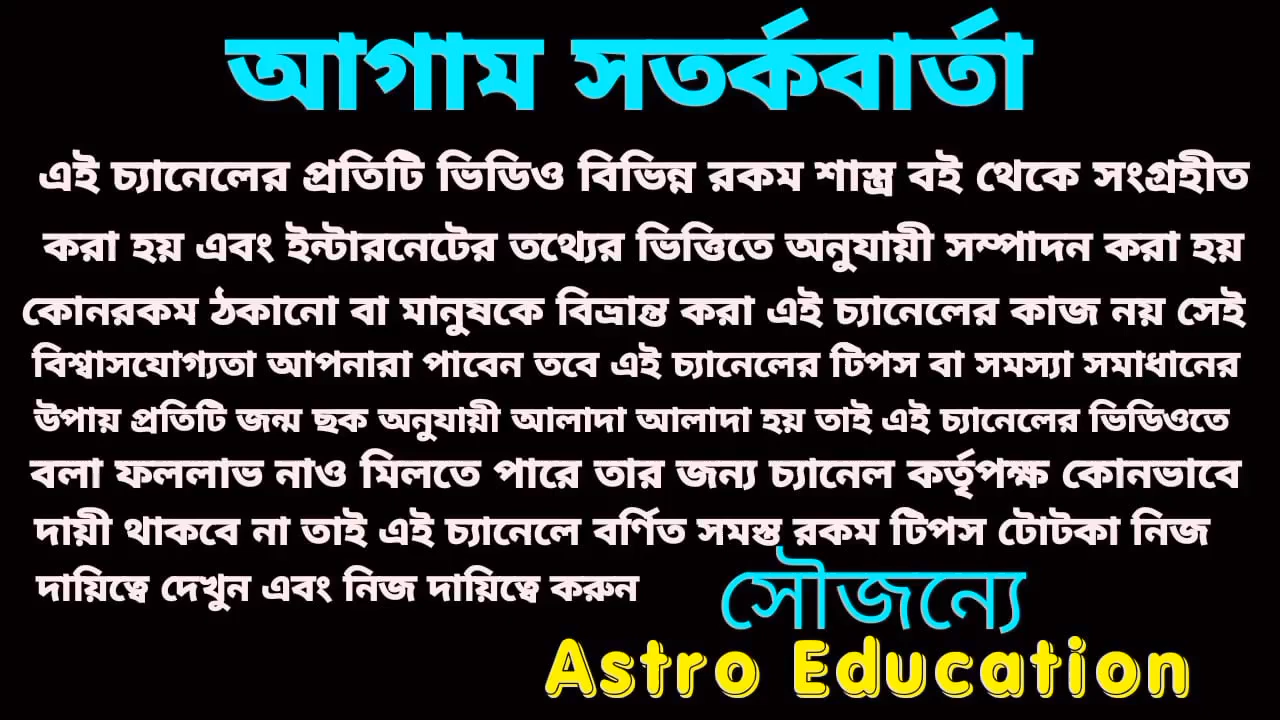 আগাম সতর্কবার্তা
এই চ্যানেলের প্রতিটি ভিডিও বিভিন্ন রকম শাস্ত্র বই থেকে সংগ্রহীত
করা হয় এবং ইন্টারনেটের তথ্যের ভিত্তিতে অনুযায়ী সম্পাদন করা হয়
কোনরকম ঠকানো বা মানুষকে বিভ্রান্ত করা এই চ্যানেলের কাজ নয় সেই
বিশ্বাসযোগ্যতা আপনারা পাবেন তবে এই চ্যানেলের টিপস বা সমস্যা সমাধানের
উপায় প্রতিটি জন্ম ছক অনুযায়ী আলাদা আলাদা হয় তাই এই চ্যানেলের ভিডিওতে
বলা ফললাভ নাও মিলতে পারে তার জন্য চ্যানেল কর্তৃপক্ষ কোনভাবে
দায়ী থাকবে না তাই এই চ্যানেলে বর্ণিত সমস্ত রকম টিপস টোটকা নিজ
দায়িত্বে দেখুন এবং নিজ দায়িত্বে করুন
সৌজন্যে
Astro Education